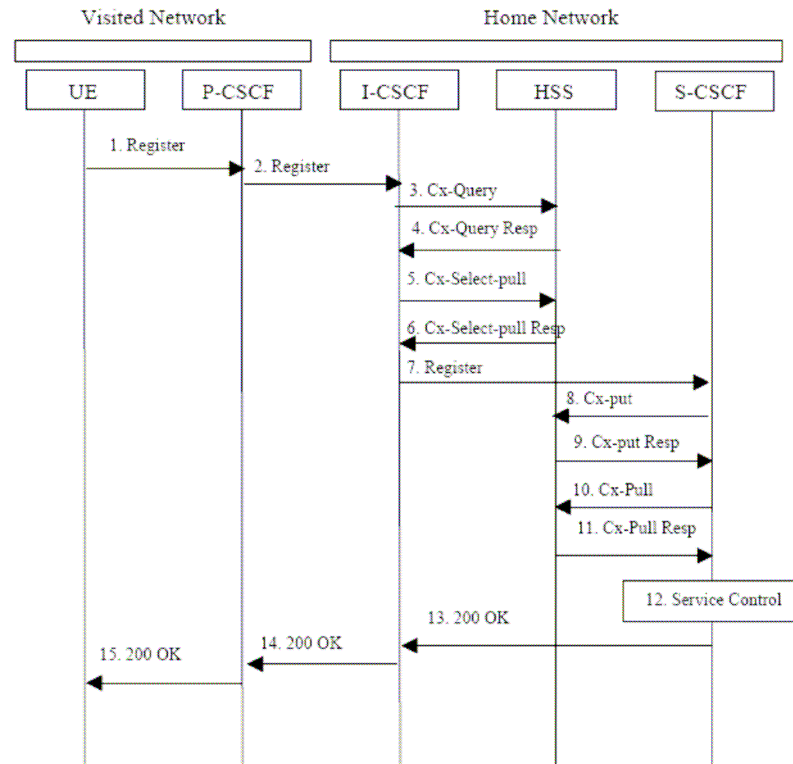 Visited Network
Home Network
UE
P-CSCF
I-CSCF
HSS
S-CSCF
1. Register
2. Register
3. Cx-Query
4. Cx-Query Resp
5. Cx-Select-pull
6. Cx-Select-pull Resp
7. Register
8. Cx-put
9. Cx-put Resp
10. Cx-Pull
11. Cx-Pull Resp
12. Service Control
13. 200 OK
14. 200 OK
15. 200 OK